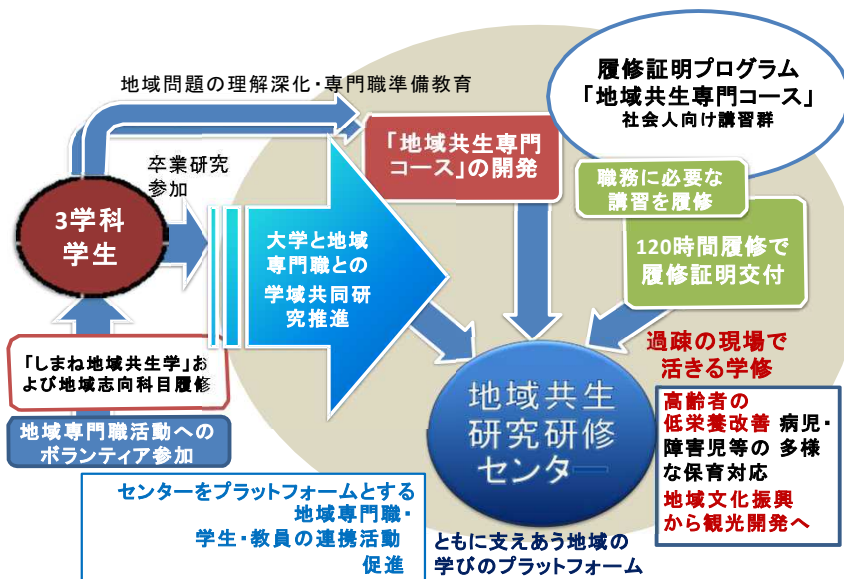 地域問題の理解深化・専門職準備教育
履修証明プログラム
「地域共生専門コース」
社会人向け講習群
「地域共生専門
コース」の開発
卒業研究
参加
職務に必要な
講習を履修
3学科
学生
大学と地域
専門職との
学域共同研
究推進
120時間履修で
履修証明交付
「しまね地域共生学」お
よび地域志向科目履修
過疎の現場で
活きる学修
地域共生
研究研修
センター
高齢者の
低栄養改善 病児・
障害児等の 多様
な保育対応
地域文化振興
から観光開発へ
地域専門職活動への
ボランティア参加
センターをプラットフォームとする
地域専門職・
学生・教員の連携活動
促進
ともに支えあう地域の
学びのプラットフォーム